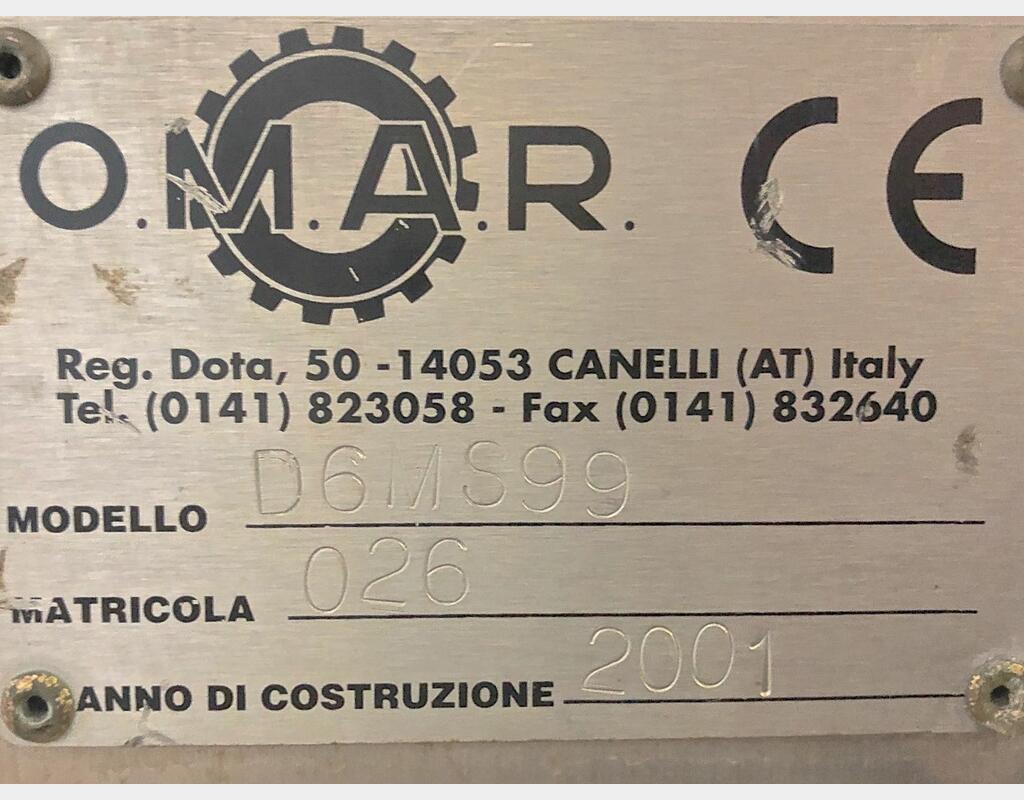 O.M.A.R. CE
Reg. Dota, 50 -14053 CANELLI (AT) Italy
Tel. (0141) 823058 - Fax (0141) 832640
MODELLO D6MS99
MATRICOLA 026
ANNO DI COSTRUZIONE 2001